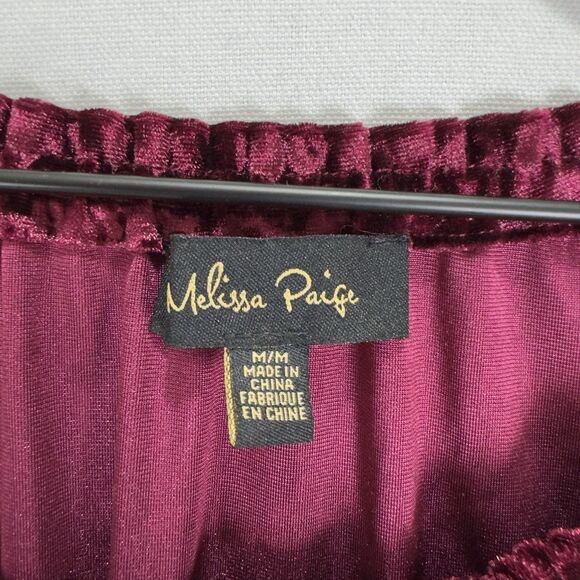 Melissa Paige
M/M
MADE IN
CHINA
FABRIQUE
EN CHINE